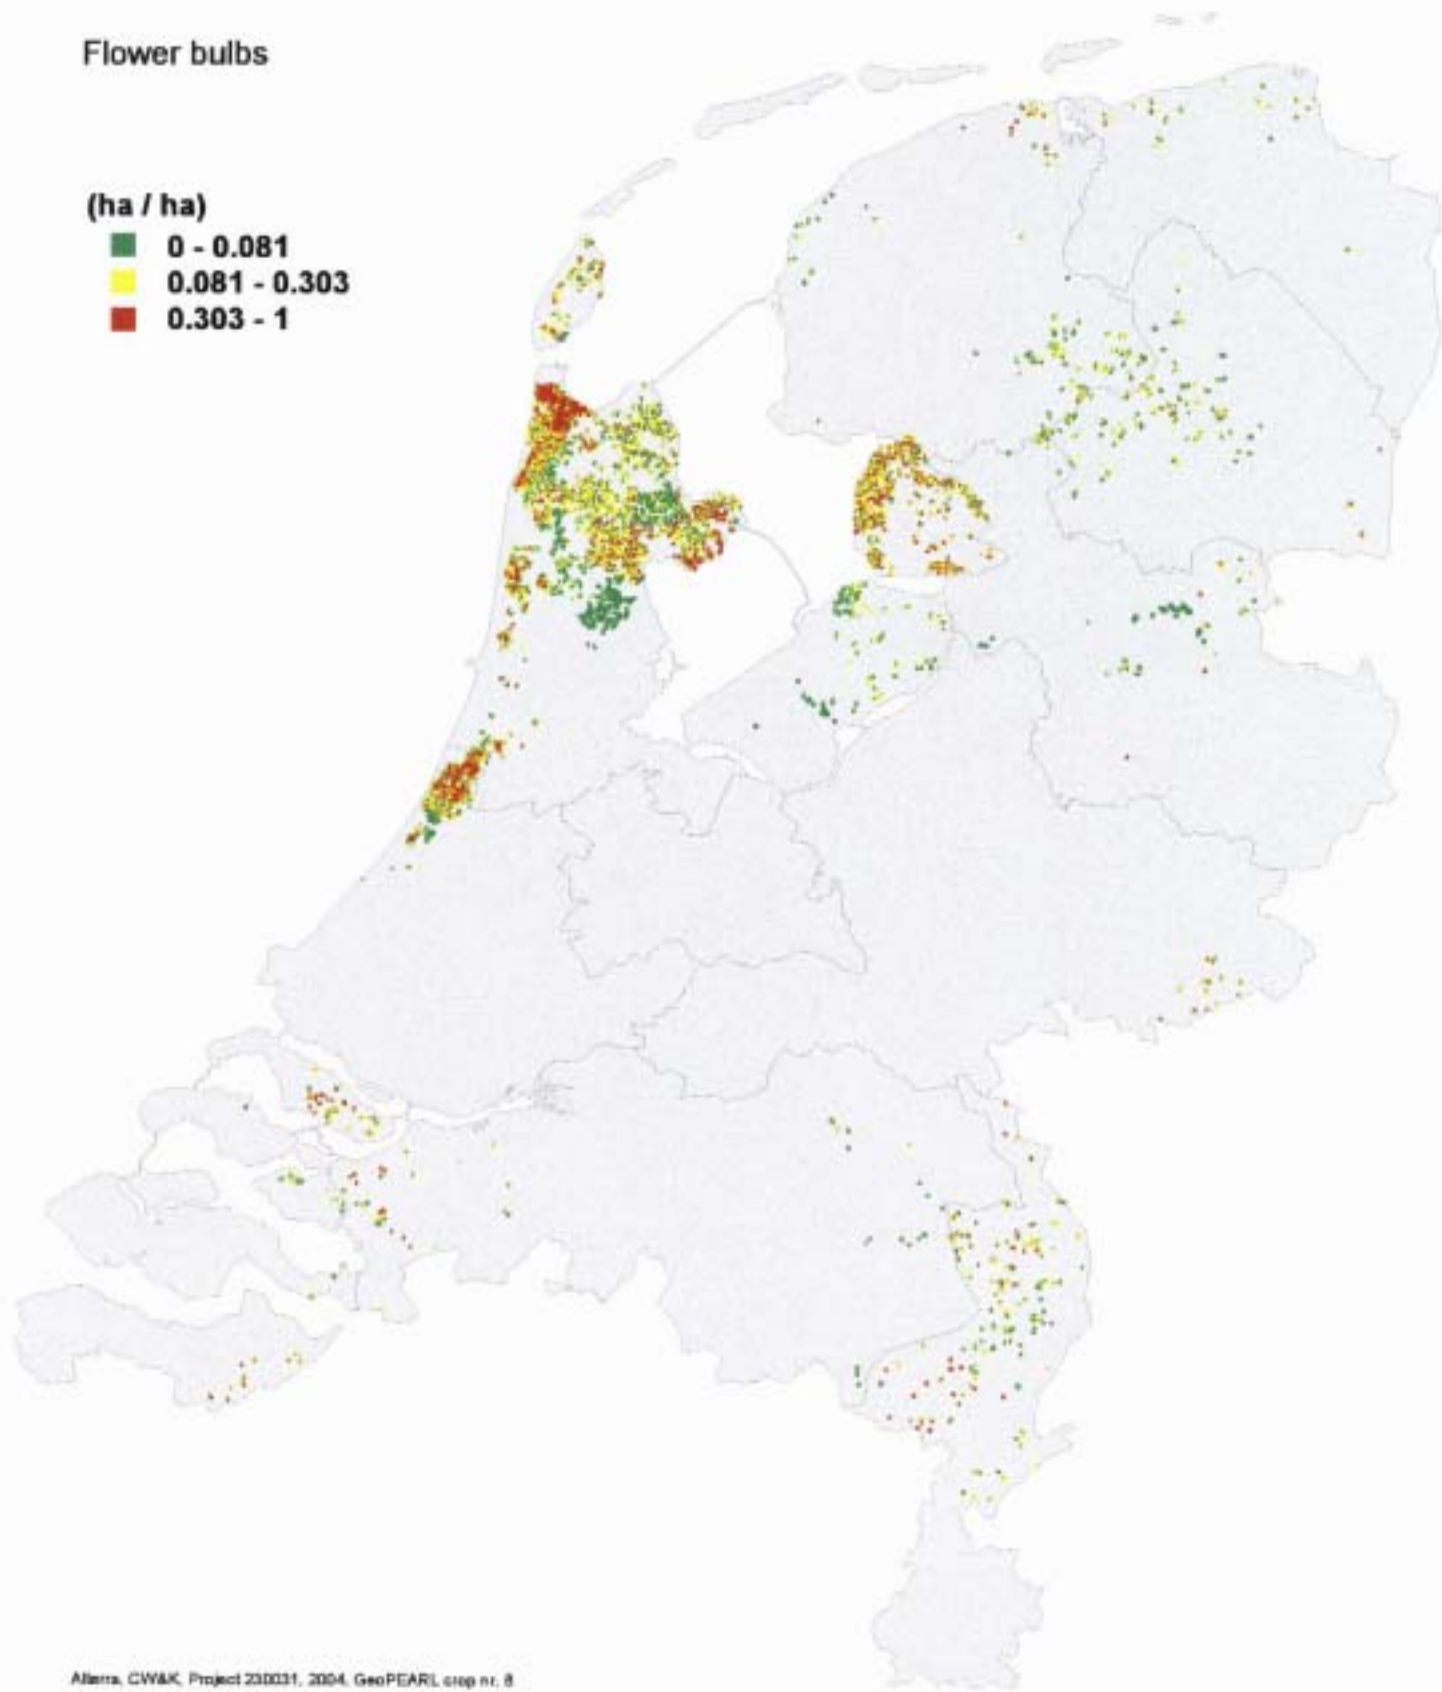 Flower bulbs
(ha / ha)
0 - 0.081
0.081 - 0.303
0.303 - 1
Alterra, CW&K, Project 230031, 2004, GeoPEARL crop nr. 8